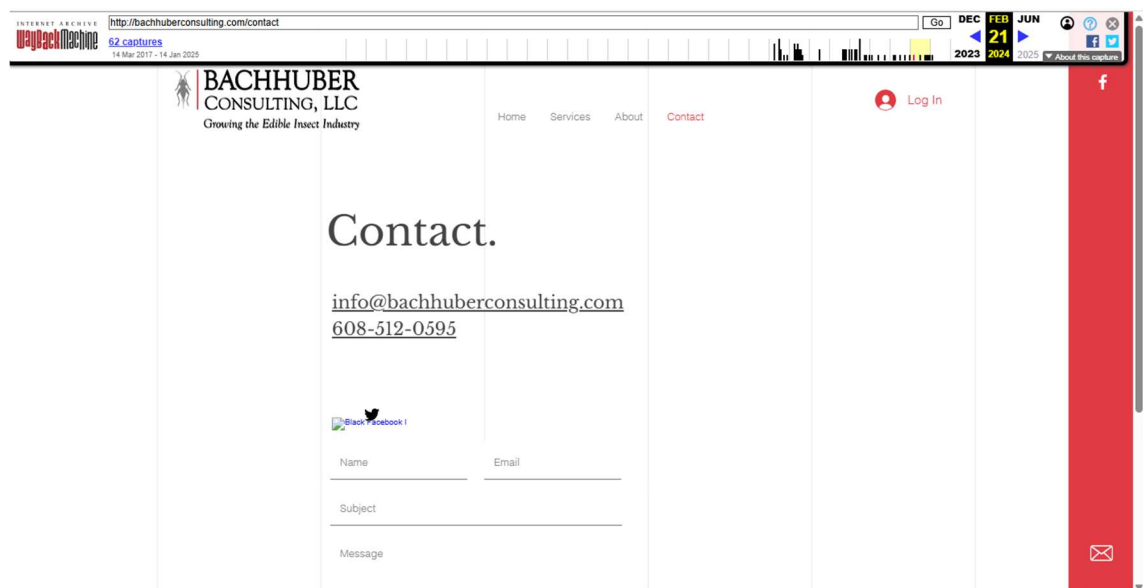 INTERNET ARCHIVE
WayBackMachine
http://bachhuberconsulting.com/contact
Go
62 captures
14 Mar 2017 - 14 Jan 2025
DEC FEB JUN
21
2023 2024 2025
About this capture
BACHHUBER
CONSULTING, LLC
Growing the Edible Insect Industry
Home Services About Contact
Log In
Contact.
info@bachhuberconsulting.com
608-512-0595
Black Facebook I
Name Email
Subject
Message